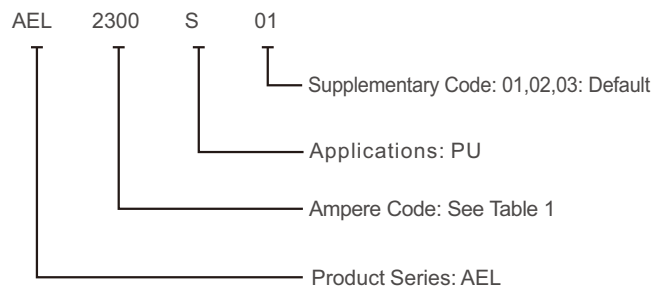 AEL 2300 S 01
Supplementary Code: 01,02,03: Default
Applications: PU
Ampere Code: See Table 1
Product Series: AEL